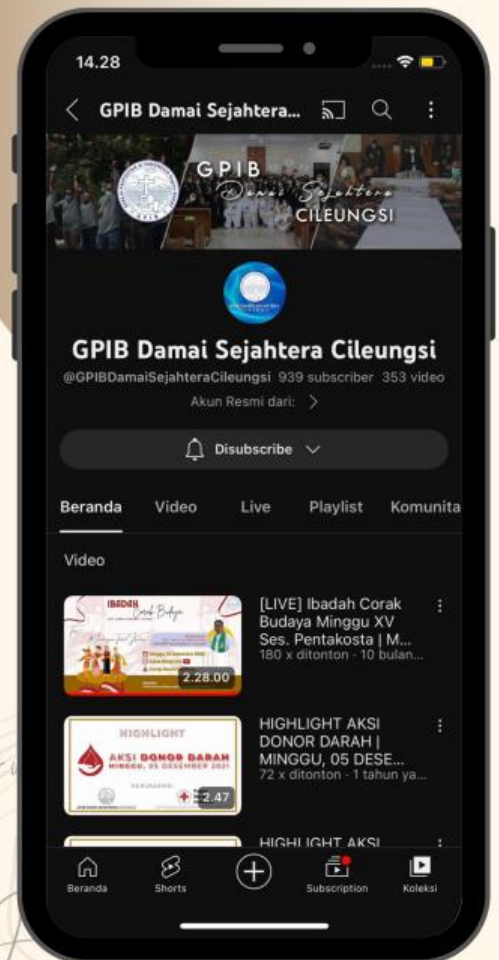 14.28
GPIB Damai Sejahtera...
GPIB
Damai Sejahtera
CILEUNGSI
GPIB Damai Sejahtera Cileungsi
@GPIBDamaiSejahteraCileungsi 939 subscriber 353 video
Akun Resmi dari:
Disubscribe
Beranda Video Live Playlist Komunita
Video
IBADAH
Corak Budaya
2.28.00
[LIVE] Ibadah Corak
Budaya Minggu XV
Ses. Pentakosta | M...
180 x ditonton · 10 bulan...
HIGHLIGHT
AKSI DONOR DARAH
MINGGU, 05 DESEMBER 2021
2.47
HIGHLIGHT AKSI
DONOR DARAH |
MINGGU, 05 DESE...
72 x ditonton · 1 tahun ya...
HIGHLIGHT AKSI
Beranda Shorts Subscription Koleksi